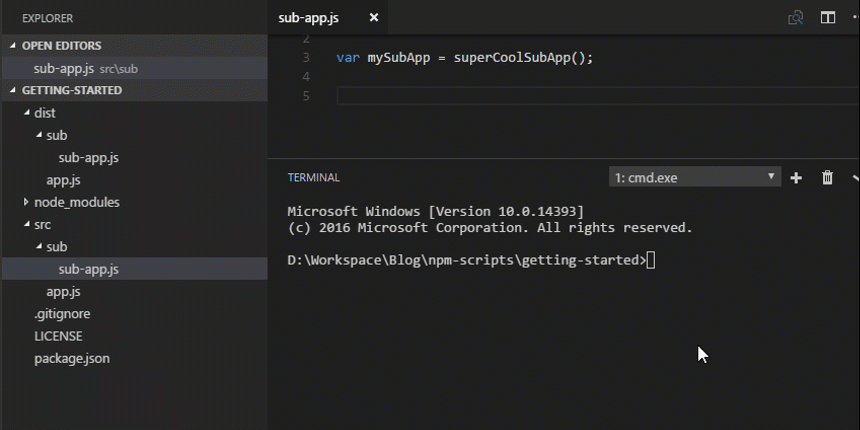 EXPLORER
OPEN EDITORS
sub-app.js src\sub
GETTING-STARTED
dist
sub
sub-app.js
app.js
node_modules
src
sub
sub-app.js
app.js
.gitignore
LICENSE
package.json
sub-app.js
2
3 var mySubApp = superCoolSubApp();
4
5
TERMINAL
1: cmd.exe
Microsoft Windows [Version 10.0.14393]
(c) 2016 Microsoft Corporation. All rights reserved.
D:\Workspace\Blog\npm-scripts\getting-started>